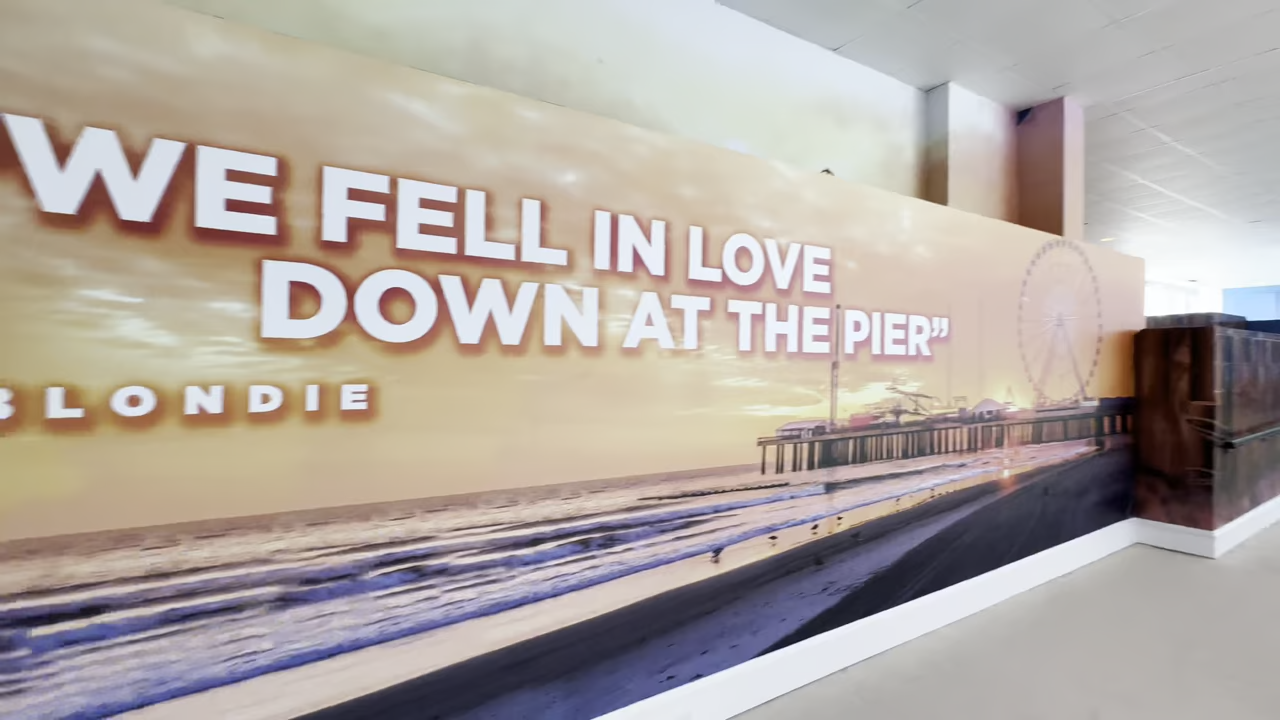 WE FELL IN LOVE
DOWN AT THE PIER”
BLONDIE